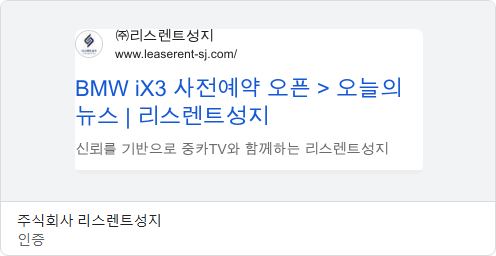 ㈜리스렌트성지
www.leaserent-sj.com/
BMW iX3 사전예약 오픈 > 오늘의
뉴스 | 리스렌트성지
신뢰를 기반으로 중카TV와 함께하는 리스렌트성지
주식회사 리스렌트성지
인증